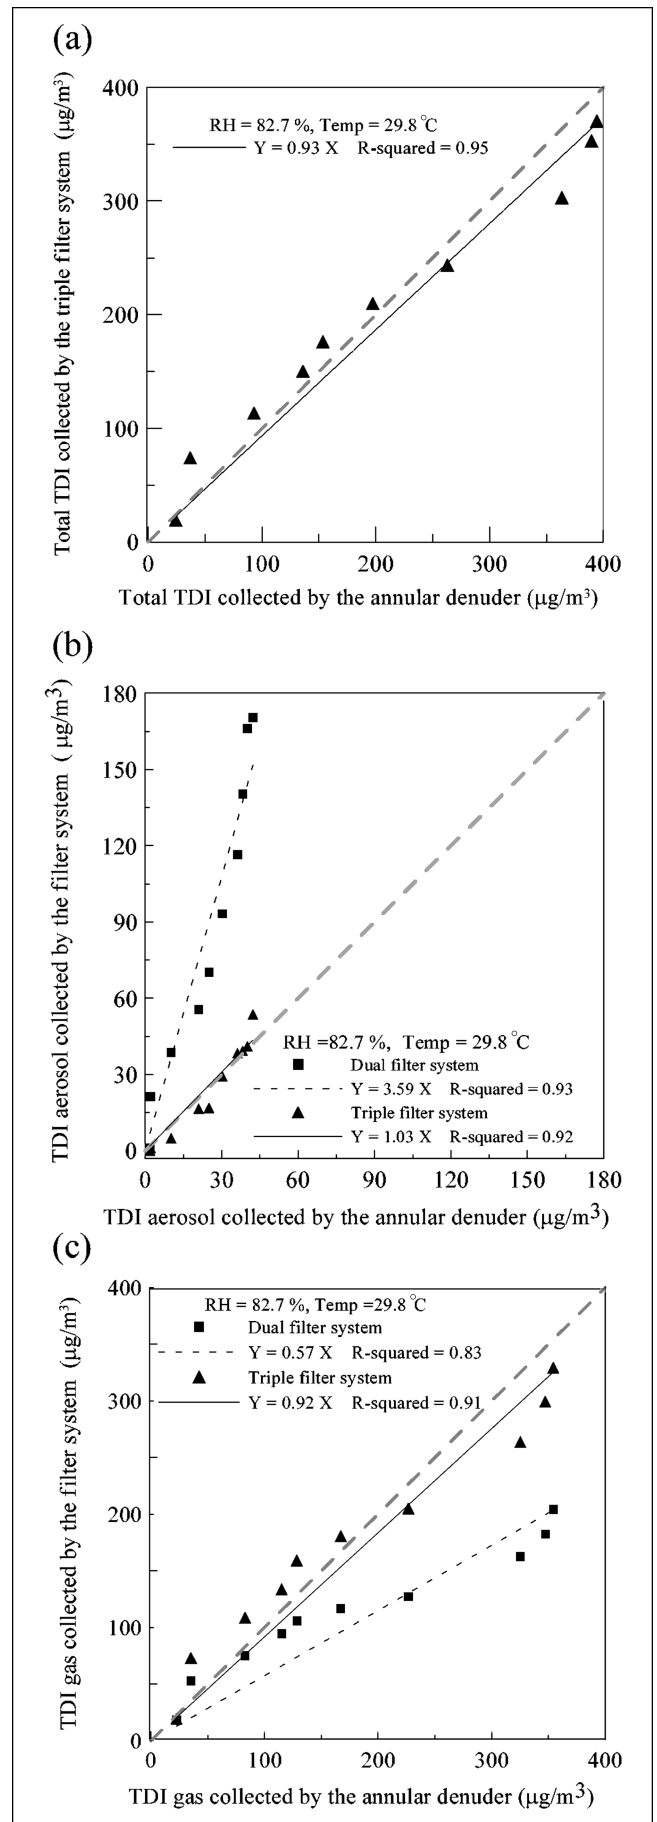 (a)
Total TDI collected by the triple filter system (μg/m³)
400
300
200
100
0
RH = 82.7 %, Temp = 29.8 °C
Y = 0.93 X R-squared = 0.95
0 100 200 300 400
Total TDI collected by the annular denuder (μg/m³)
(b)
TDI aerosol collected by the filter system ( μg/m³)
180
150
120
90
60
30
0
RH =82.7 %, Temp = 29.8 °C
Dual filter system
Y = 3.59 X R-squared = 0.93
Triple filter system
Y = 1.03 X R-squared = 0.92
0 30 60 90 120 150 180
TDI aerosol collected by the annular denuder (μg/m³)
(c)
TDI gas collected by the filter system (μg/m³)
400
300
200
100
0
RH = 82.7 %, Temp =29.8 °C
Dual filter system
Y = 0.57 X R-squared = 0.83
Triple filter system
Y = 0.92 X R-squared = 0.91
0 100 200 300 400
TDI gas collected by the annular denuder (μg/m³)